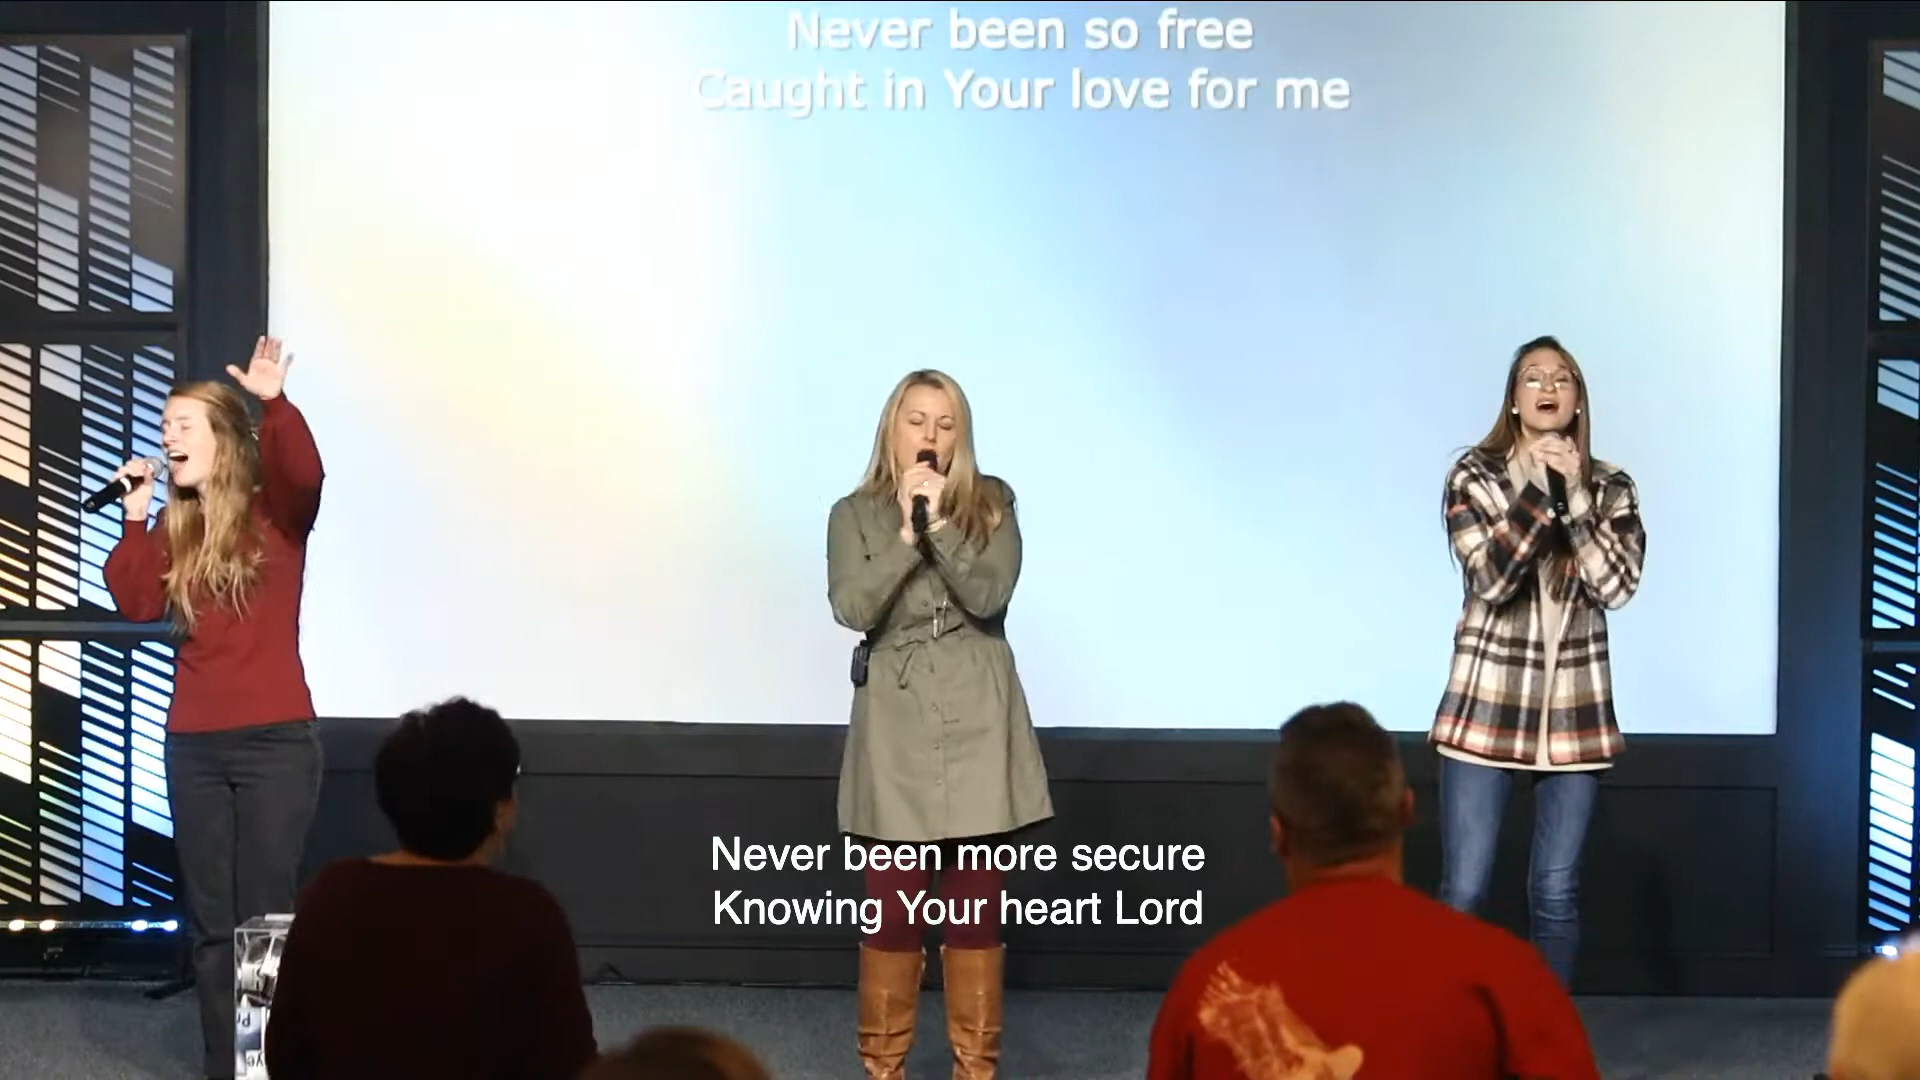 Never been so free
Caught in Your love for me
Never been more secure
Knowing Your heart Lord